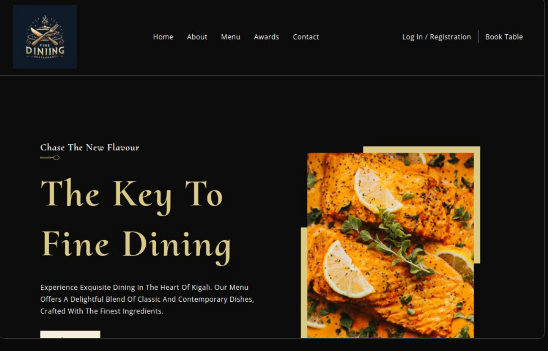 FINE
DINIING
Home About Menu Awards Contact Log In / Registration Book Table
Chase The New Flavour
The Key To
Fine Dining
Experience Exquisite Dining In The Heart Of Kigali. Our Menu
Offers A Delightful Blend Of Classic And Contemporary Dishes,
Crafted With The Finest Ingredients.